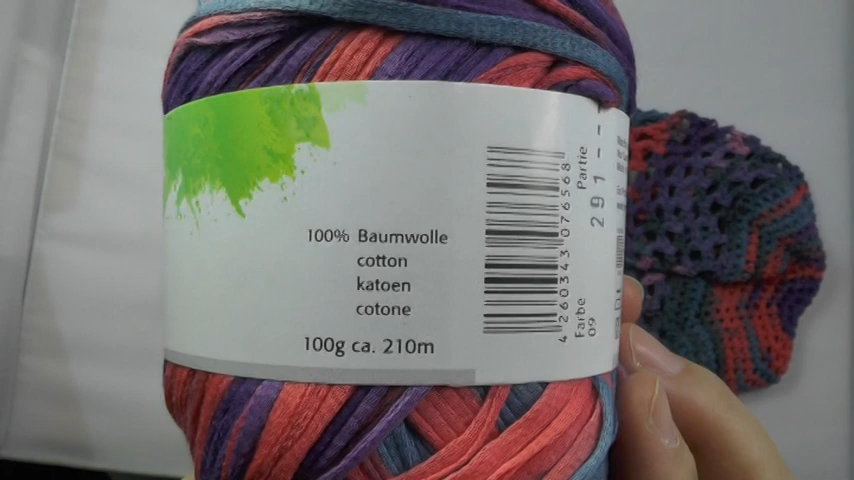 100% Baumwolle
cotton
katoen
cotone
100g ca. 210m
4 260343 076568
Farbe
09
Partie
291--